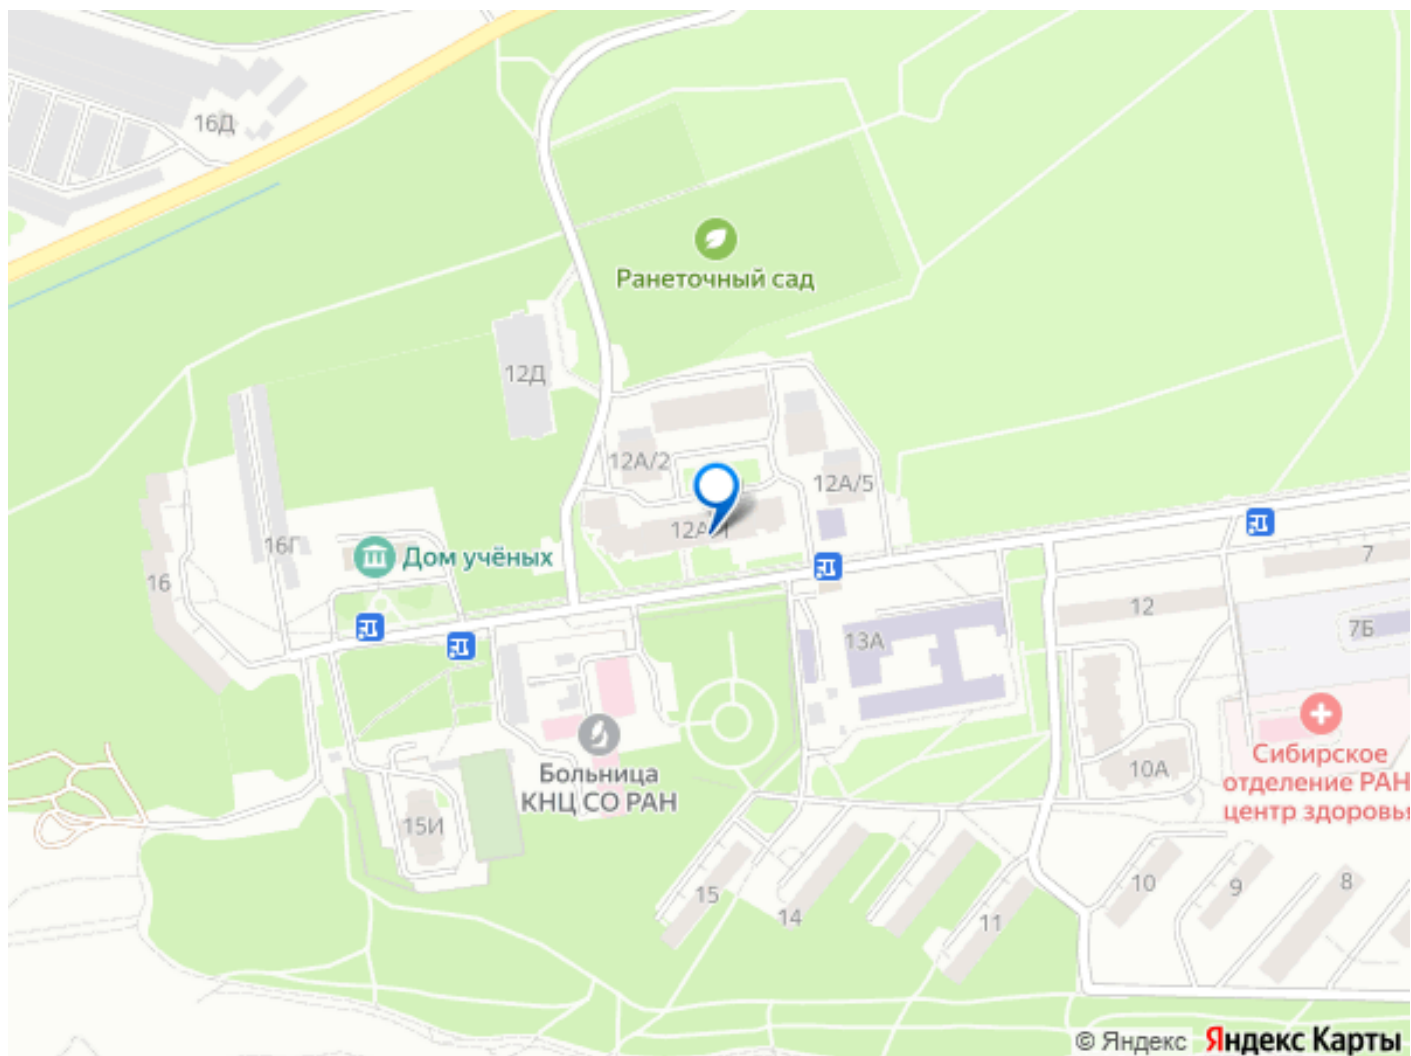 16Д
Ранеточный сад
12Д
12А/2
12А/5
16Г
Дом учёных
16
7
12
7Б
13А
Больница
КНЦ СО РАН
10А
Сибирское
отделение РАН
центр здоровья
15И
15
14
11
10
9
8
© Яндекс Яндекс Карты